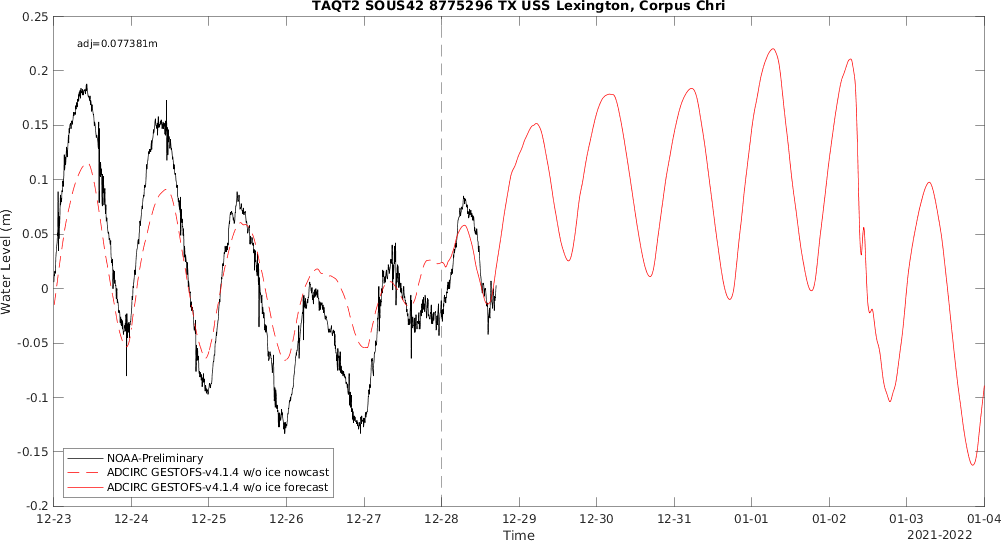 TAQT2 SOUS42 8775296 TX USS Lexington, Corpus Chri
adj=0.077381m
Water Level (m)
0.25
0.2
0.15
0.1
0.05
0
-0.05
-0.1
-0.15
-0.2
NOAA-Preliminary
ADCIRC GESTOFS-v4.1.4 w/o ice nowcast
ADCIRC GESTOFS-v4.1.4 w/o ice forecast
12-23 12-24 12-25 12-26 12-27 12-28 12-29 12-30 12-31 01-01 01-02 01-03 01-04
Time
2021-2022